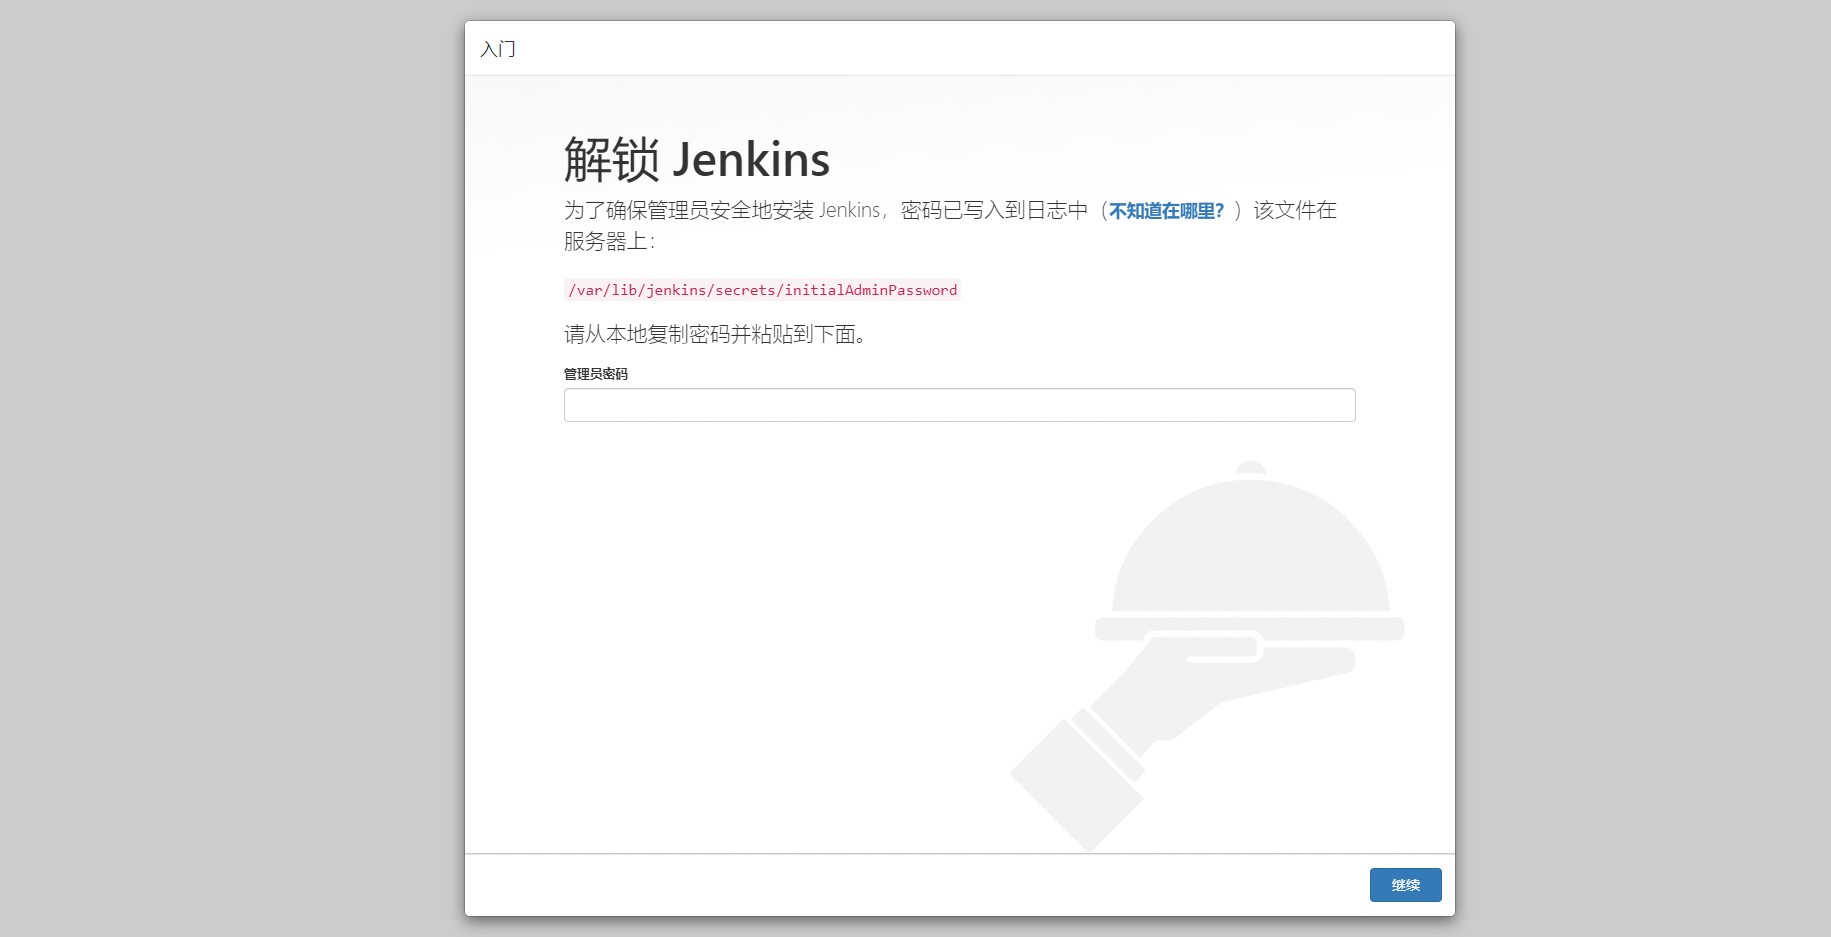 入门
解锁 Jenkins
为了确保管理员安全地安装 Jenkins，密码已写入到日志中（不知道在哪里？）该文件在
服务器上：
/var/lib/jenkins/secrets/initialAdminPassword
请从本地复制密码并粘贴到下面。
管理员密码
继续